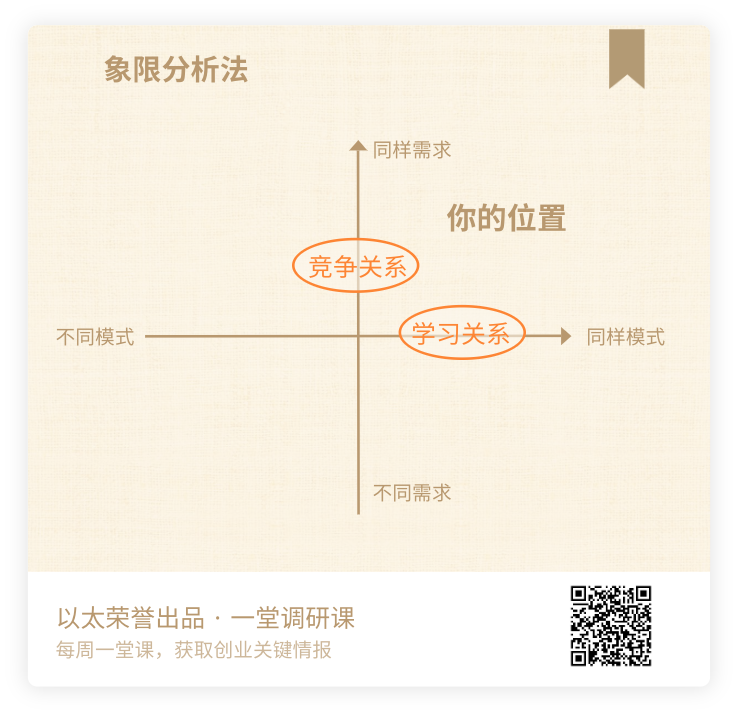 象限分析法
同样需求
你的位置
竞争关系
学习关系
不同模式
同样模式
不同需求
以太荣誉出品 · 一堂调研课
每周一堂课，获取创业关键情报